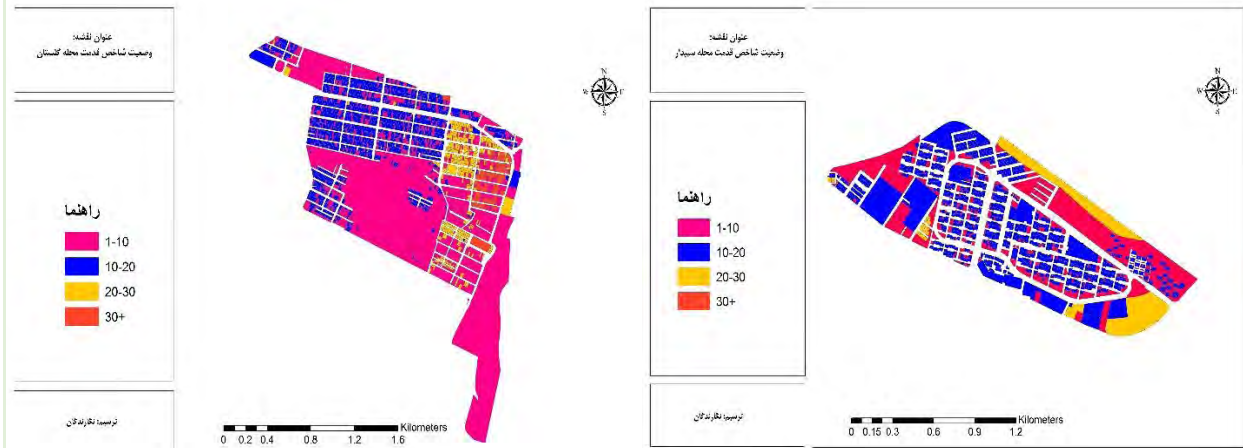 عنوان نقشه:
وضعیت شاخص قدمت محله گلستان
راهنما
1-10
10-20
20-30
30+
ترسیم: نگارندگان
N
W E
S
Kilometers
0 0.2 0.4 0.8 1.2 1.6
عنوان نقشه:
وضعیت شاخص قدمت محله سپیدار
راهنما
1-10
10-20
20-30
30+
ترسیم: نگارندگان
N
W E
S
Kilometers
0 0.15 0.3 0.6 0.9 1.2